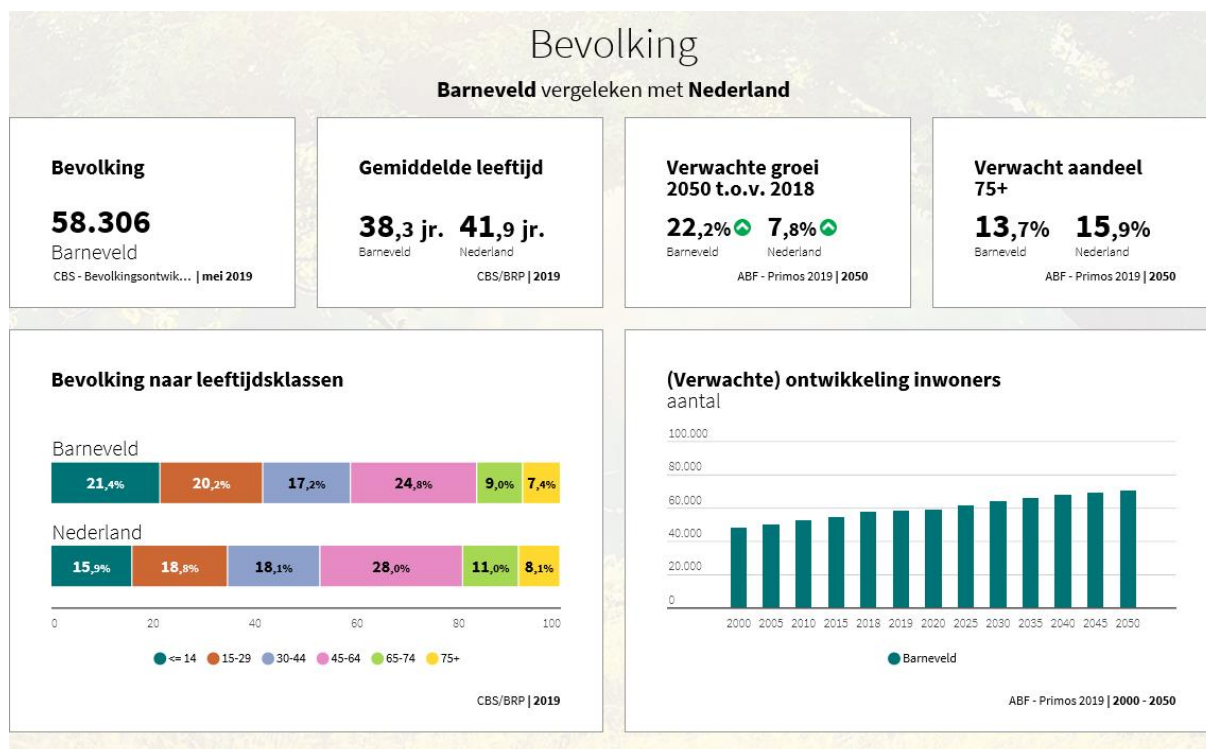 Bevolking
Barneveld vergeleken met Nederland
Bevolking
58.306
Barneveld
CBS - Bevolkingsontwik... | mei 2019
Gemiddelde leeftijd
38,3 jr. 41,9 jr.
Barneveld Nederland
CBS/BRP | 2019
Verwachte groei
2050 t.o.v. 2018
22,2% 7,8%
Barneveld Nederland
ABF - Primos 2019 | 2050
Verwacht aandeel
75+
13,7% 15,9%
Barneveld Nederland
ABF - Primos 2019 | 2050
Bevolking naar leeftijdsklassen
Barneveld
21,4% 20,2% 17,2% 24,8% 9,0% 7,4%
Nederland
15,9% 18,8% 18,1% 28,0% 11,0% 8,1%
0 20 40 60 80 100
<= 14 15-29 30-44 45-64 65-74 75+
CBS/BRP | 2019
(Verwachte) ontwikkeling inwoners
aantal
100.000
80.000
60.000
40.000
20.000
0
2000 2005 2010 2015 2018 2019 2020 2025 2030 2035 2040 2045 2050
Barneveld
ABF - Primos 2019 | 2000 - 2050